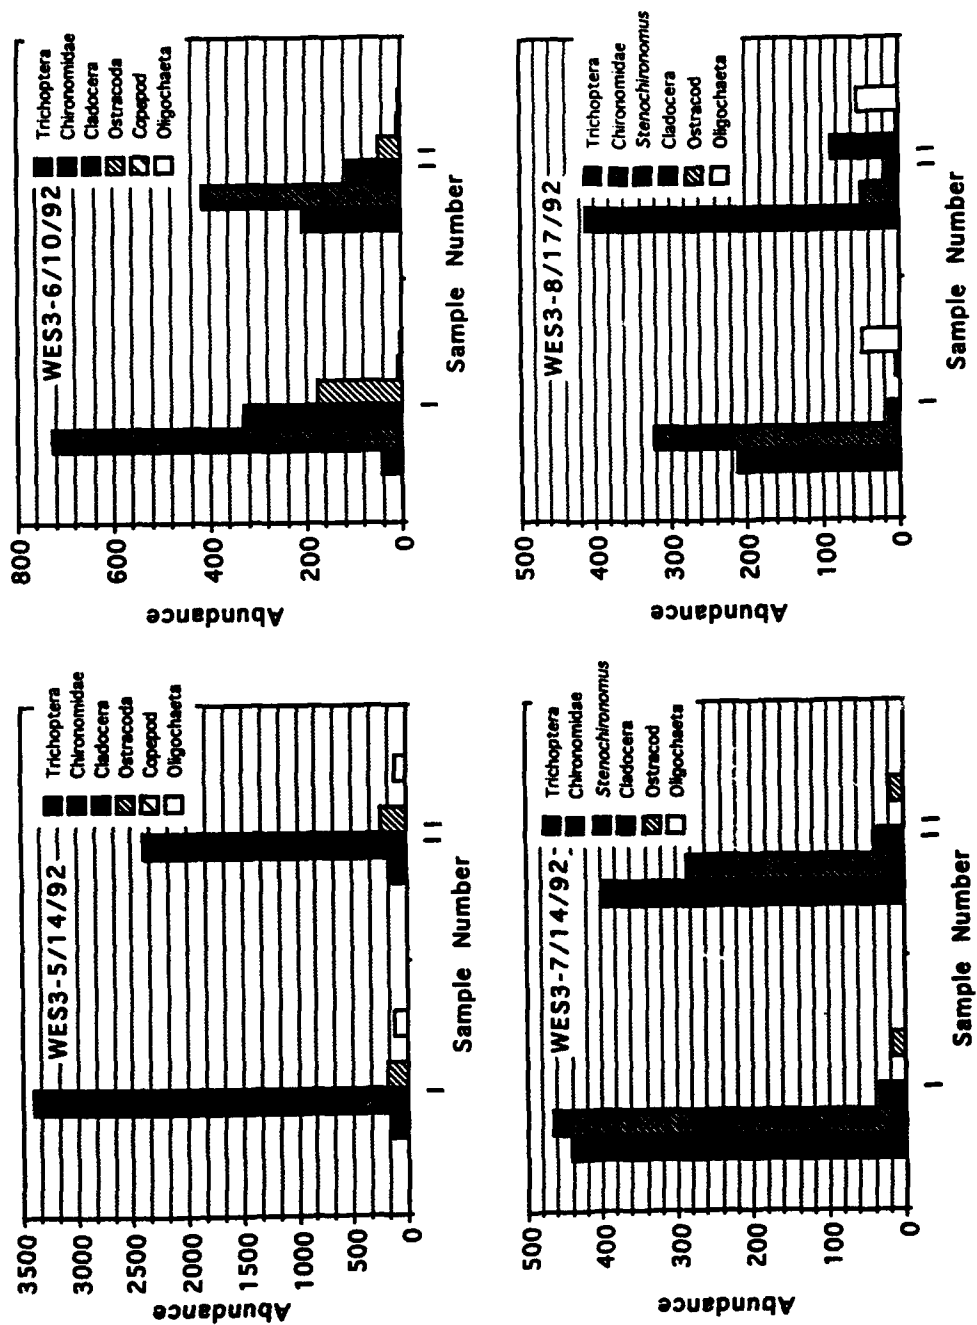 WES3-5/14/92
Trichoptera
Chironomidae
Cladocera
Ostracoda
Copepod
Oligochaeta
Abundance
3500
3000
2500
2000
1500
1000
500
0
I
II
Sample Number
WES3-6/10/92
Trichoptera
Chironomidae
Cladocera
Ostracoda
Copepod
Oligochaeta
Abundance
800
600
400
200
0
I
II
Sample Number
WES3-7/14/92
Trichoptera
Chironomidae
Stenochironomus
Cladocera
Ostracod
Oligochaeta
Abundance
500
400
300
200
100
0
I
II
Sample Number
WES3-8/17/92
Trichoptera
Chironomidae
Stenochironomus
Cladocera
Ostracod
Oligochaeta
Abundance
500
400
300
200
100
0
I
II
Sample Number